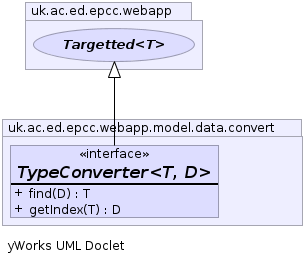 uk.ac.ed.epcc.webapp
Targetted<T>
uk.ac.ed.epcc.webapp.model.data.convert
«interface»
TypeConverter<T, D>
+ find(D) : T
+ getIndex(T) : D
yWorks UML Doclet